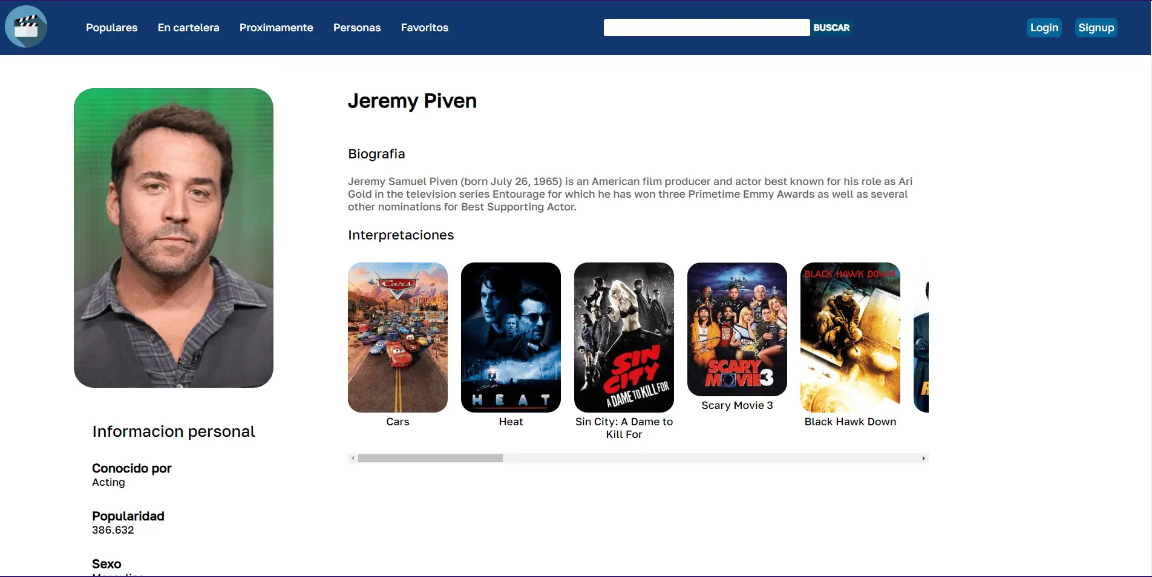 Populares En cartelera Proximamente Personas Favoritos BUSCAR Login Signup
Jeremy Piven
Biografia
Jeremy Samuel Piven (born July 26, 1965) is an American film producer and actor best known for his role as Ari
Gold in the television series Entourage for which he has won three Primetime Emmy Awards as well as several
other nominations for Best Supporting Actor.
Interpretaciones
Cars
HEAT
SIN
CITY
A DAME TO KILL FOR
SCARY
MOVIE 3
BLACK HAWK DOWN
Cars
Heat
Sin City: A Dame to
Kill For
Scary Movie 3
Black Hawk Down
Informacion personal
Conocido por
Acting
Popularidad
386.632
Sexo